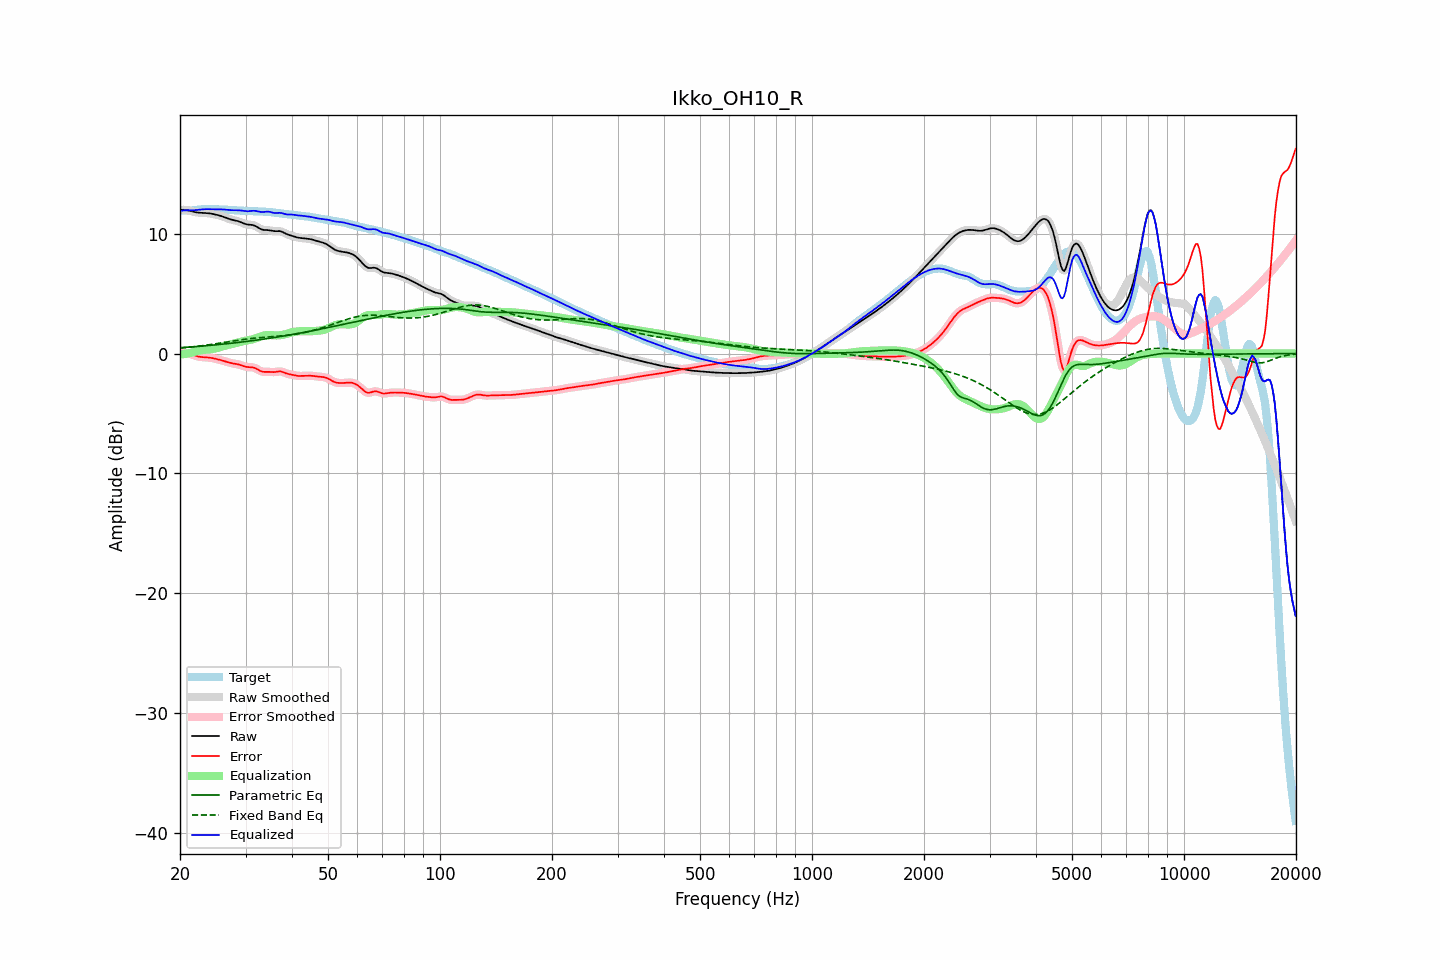 Ikko_OH10_R
Amplitude (dBr)
10
0
−10
−20
−30
−40
Target
Raw Smoothed
Error Smoothed
Raw
Error
Equalization
Parametric Eq
Fixed Band Eq
Equalized
20 50 100 200 500 1000 2000 5000 10000 20000
Frequency (Hz)